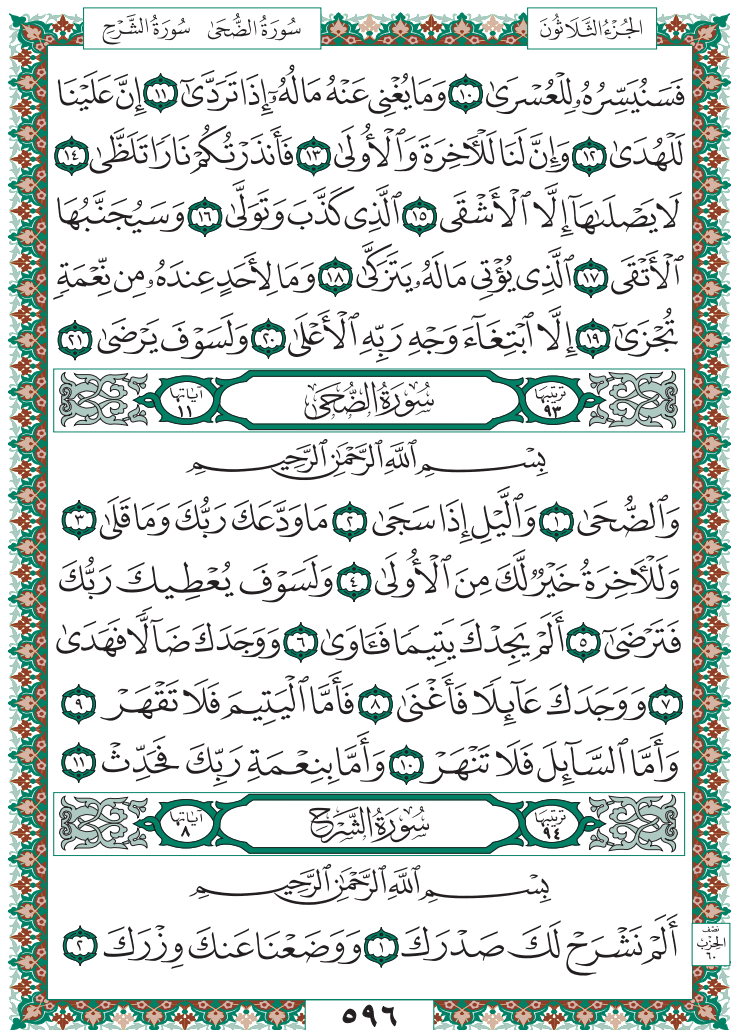 الجُزْءُ الثَّلَاثُونَ
سُورَةُ الضُّحَىٰ سُورَةُ الشَّرْحِ
فَسَنُيَسِّرُهُۥ لِلْعُسْرَىٰ ١٠ وَمَا يُغْنِى عَنْهُ مَالُهُۥٓ إِذَا تَرَدَّىٰٓ ١١ إِنَّ عَلَيْنَا
لَلْهُدَىٰ ١٢ وَإِنَّ لَنَا لَلْءَاخِرَةَ وَٱلْأُولَىٰ ١٣ فَأَنذَرْتُكُمْ نَارًا تَلَظَّىٰ ١٤
لَا يَصْلَىٰهَآ إِلَّا ٱلْأَشْقَى ١٥ ٱلَّذِى كَذَّبَ وَتَوَلَّىٰ ١٦ وَسَيُجَنَّبُهَا
ٱلْأَتْقَى ١٧ ٱلَّذِى يُؤْتِى مَالَهُۥ يَتَزَكَّىٰ ١٨ وَمَا لِأَحَدٍ عِندَهُۥ مِن نِّعْمَةٍ
تُجْزَىٰٓ ١٩ إِلَّا ٱبْتِغَآءَ وَجْهِ رَبِّهِ ٱلْأَعْلَىٰ ٢٠ وَلَسَوْفَ يَرْضَىٰ ٢١
ترتيبها ٩٣ سُورَةُ الضُّحَىٰ آياتها ١١
بِسْمِ ٱللَّهِ ٱلرَّحْمَٰنِ ٱلرَّحِيمِ
وَٱلضُّحَىٰ ١ وَٱلَّيْلِ إِذَا سَجَىٰ ٢ مَا وَدَّعَكَ رَبُّكَ وَمَا قَلَىٰ ٣
وَلَلْءَاخِرَةُ خَيْرٌ لَّكَ مِنَ ٱلْأُولَىٰ ٤ وَلَسَوْفَ يُعْطِيكَ رَبُّكَ
فَتَرْضَىٰٓ ٥ أَلَمْ يَجِدْكَ يَتِيمًا فَـَٔاوَىٰ ٦ وَوَجَدَكَ ضَآلًّا فَهَدَىٰ
٧ وَوَجَدَكَ عَآئِلًا فَأَغْنَىٰ ٨ فَأَمَّا ٱلْيَتِيمَ فَلَا تَقْهَرْ ٩
وَأَمَّا ٱلسَّآئِلَ فَلَا تَنْهَرْ ١٠ وَأَمَّا بِنِعْمَةِ رَبِّكَ فَحَدِّثْ ١١
ترتيبها ٩٤ سُورَةُ الشَّرْحِ آياتها ٨
بِسْمِ ٱللَّهِ ٱلرَّحْمَٰنِ ٱلرَّحِيمِ
أَلَمْ نَشْرَحْ لَكَ صَدْرَكَ ١ وَوَضَعْنَا عَنكَ وِزْرَكَ ٢
نصف
الحزب
٦٠
٥٩٦